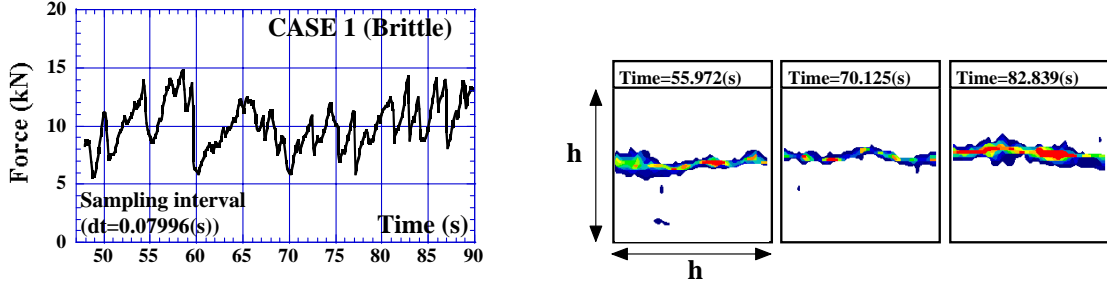 20
CASE 1 (Brittle)
15
10
5
0
Force (kN)
Sampling interval
(dt=0.07996(s))
Time (s)
50 55 60 65 70 75 80 85 90
Time=55.972(s) Time=70.125(s) Time=82.839(s)
h
h